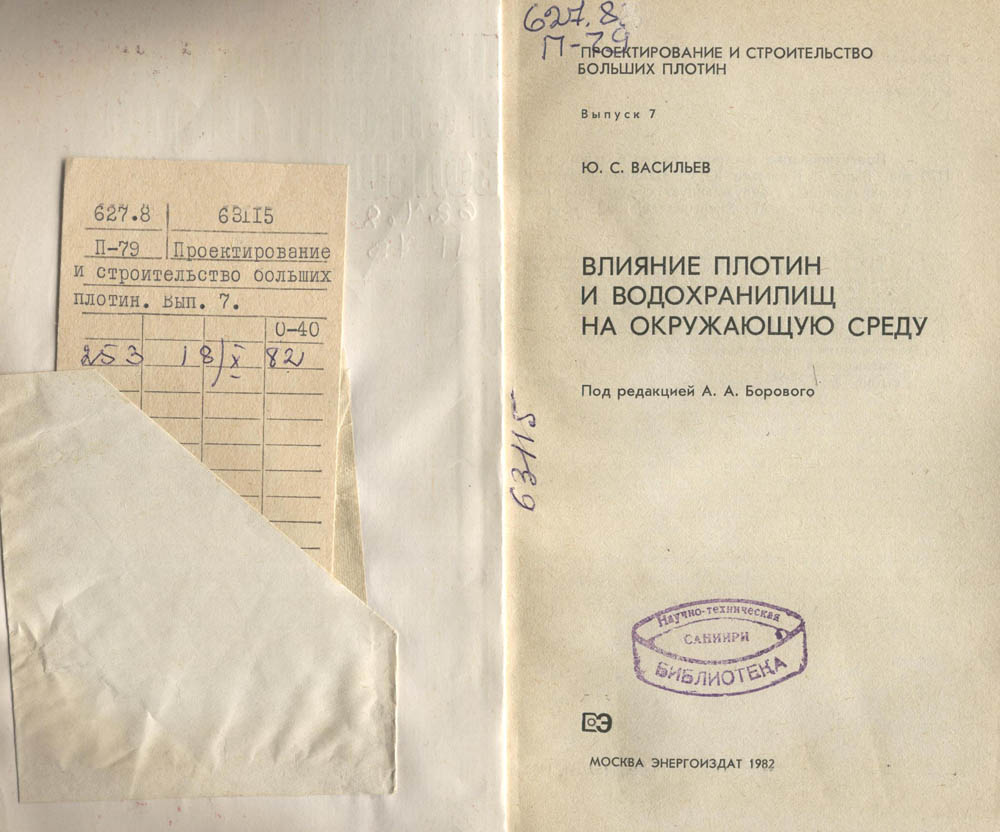 627.8 63115
П-79 Проектирование
и строительство больших
плотин. Вып. 7.
0-40
253 18/X 82
627.8.
П-79
ПРОЕКТИРОВАНИЕ И СТРОИТЕЛЬСТВО
БОЛЬШИХ ПЛОТИН
Выпуск 7
Ю. С. ВАСИЛЬЕВ
ВЛИЯНИЕ ПЛОТИН
И ВОДОХРАНИЛИЩ
НА ОКРУЖАЮЩУЮ СРЕДУ
Под редакцией А. А. Борового
63115
Научно-техническая
САНИИРИ
БИБЛИОТЕКА
МОСКВА ЭНЕРГОИЗДАТ 1982